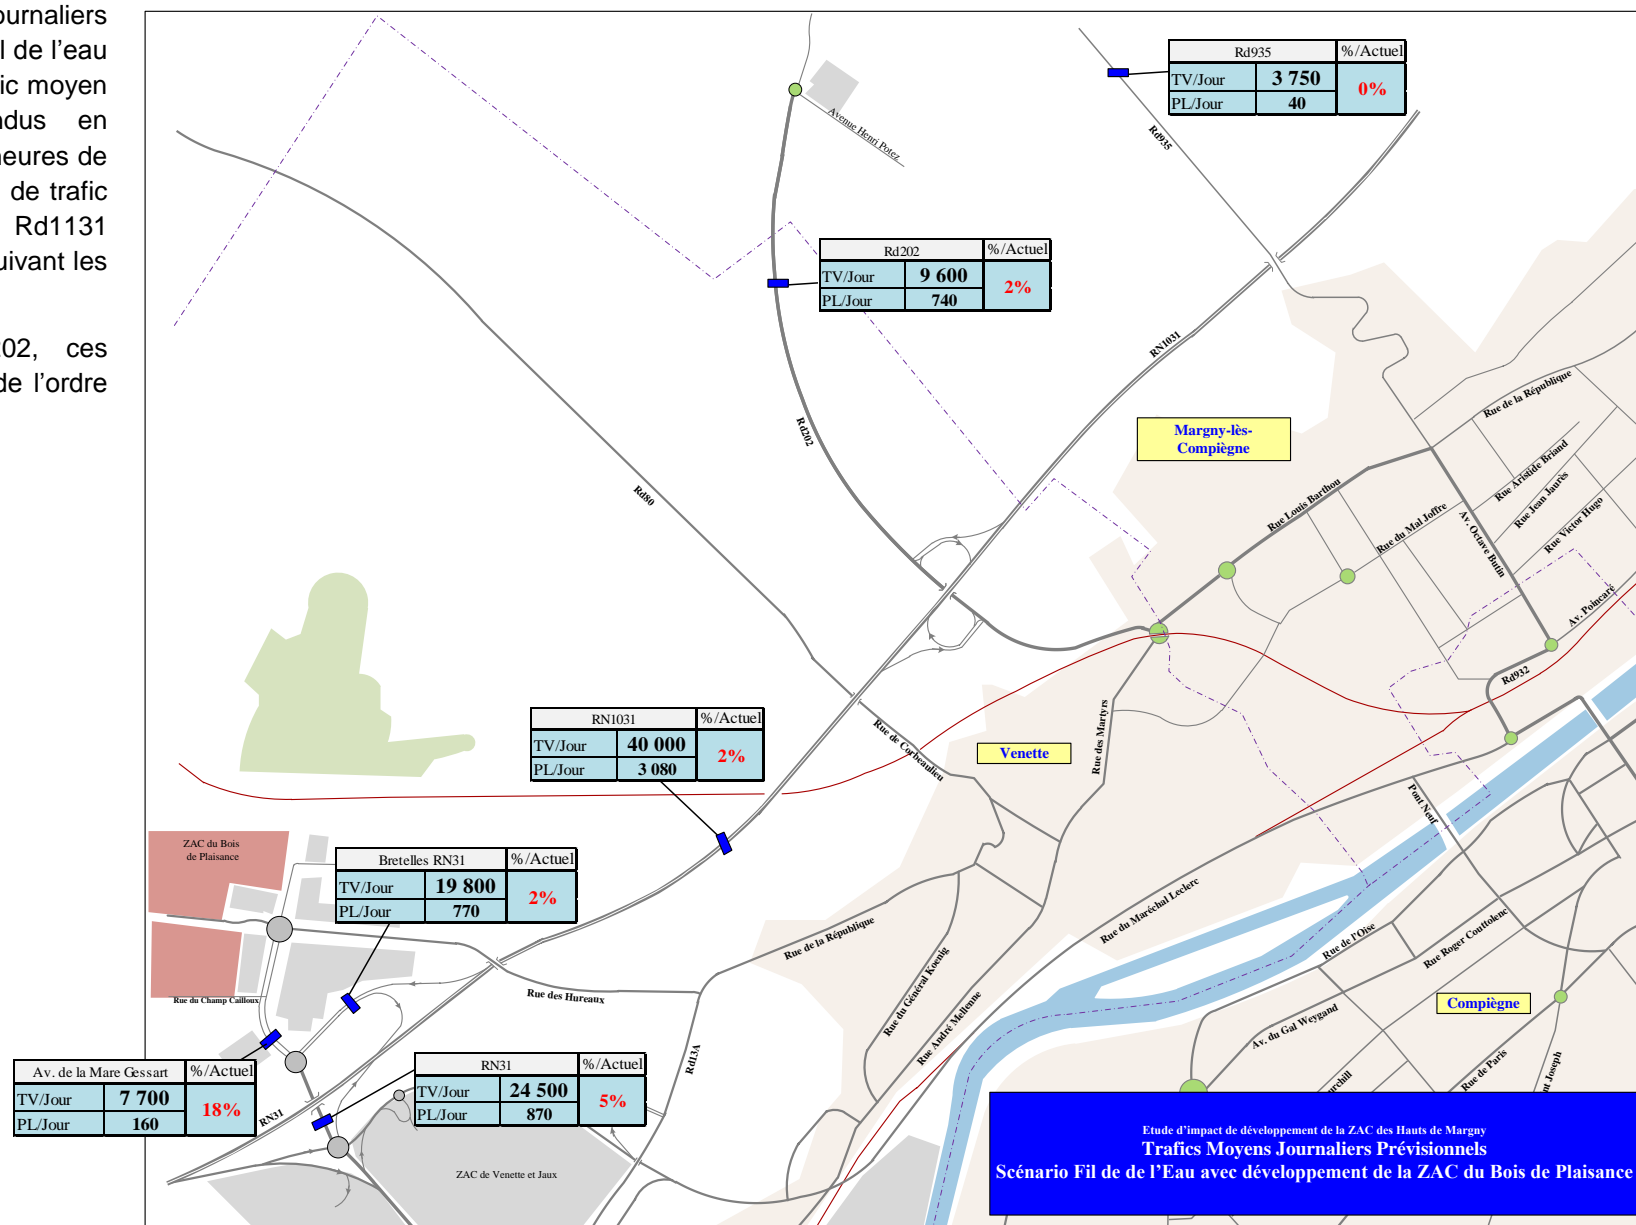 ournaliers
l de l'eau
ic moyen
ndus en
heures de
de trafic
Rd1131
uivant les
202, ces
de l'ordre
Rd935 %/Actuel
TV/Jour 3 750 0%
PL/Jour 40
Avenue Henri Potez
Rd935
Rd202 %/Actuel
TV/Jour 9 600 2%
PL/Jour 740
RN1031
Rd202
Rd80
Margny-lès-
Compiègne
Rue de la République
Rue Aristide Briand
Rue Jean Jaurès
Rue Victor Hugo
Rue Louis Barthou
Rue du Mal Joffre
Av. Octave Butin
Av. Poincaré
Rd932
RN1031 %/Actuel
TV/Jour 40 000 2%
PL/Jour 3 080
Rue de Corbeaulieu
Venette
Rue des Martyrs
Pont Neuf
ZAC du Bois
de Plaisance
Bretelles RN31 %/Actuel
TV/Jour 19 800 2%
PL/Jour 770
Rue du Maréchal Leclerc
Rue de la République
Rue du Général Koenig
Rue André Mellenne
Rue de l'Oise
Rue Roger Couttolenc
Rue du Champ Cailloux
Rue des Hureaux
Compiègne
Av. du Gal Weygand
Rue de Paris
urchill
nt Joseph
Rd13A
Av. de la Mare Gessart %/Actuel
TV/Jour 7 700 18%
PL/Jour 160
RN31
RN31 %/Actuel
TV/Jour 24 500 5%
PL/Jour 870
ZAC de Venette et Jaux
Etude d'impact de développement de la ZAC des Hauts de Margny
Trafics Moyens Journaliers Prévisionnels
Scénario Fil de de l'Eau avec développement de la ZAC du Bois de Plaisance